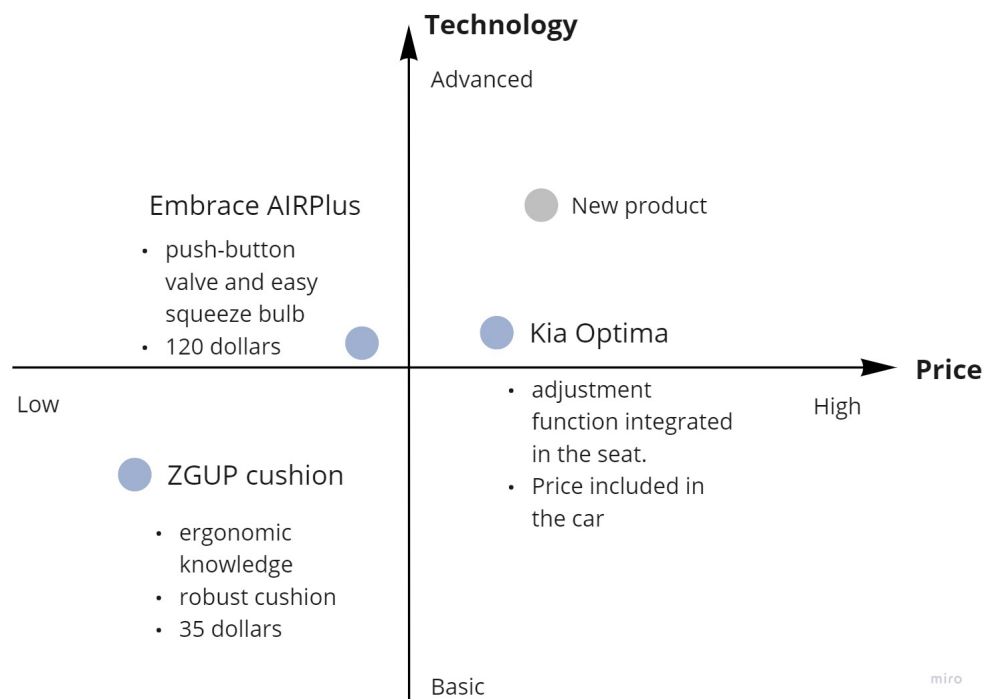 Technology
Advanced
Embrace AIRPlus
• push-button
valve and easy
squeeze bulb
• 120 dollars
New product
Kia Optima
Price
Low
High
• adjustment
function integrated
in the seat.
• Price included in
the car
ZGUP cushion
• ergonomic
knowledge
• robust cushion
• 35 dollars
Basic
miro